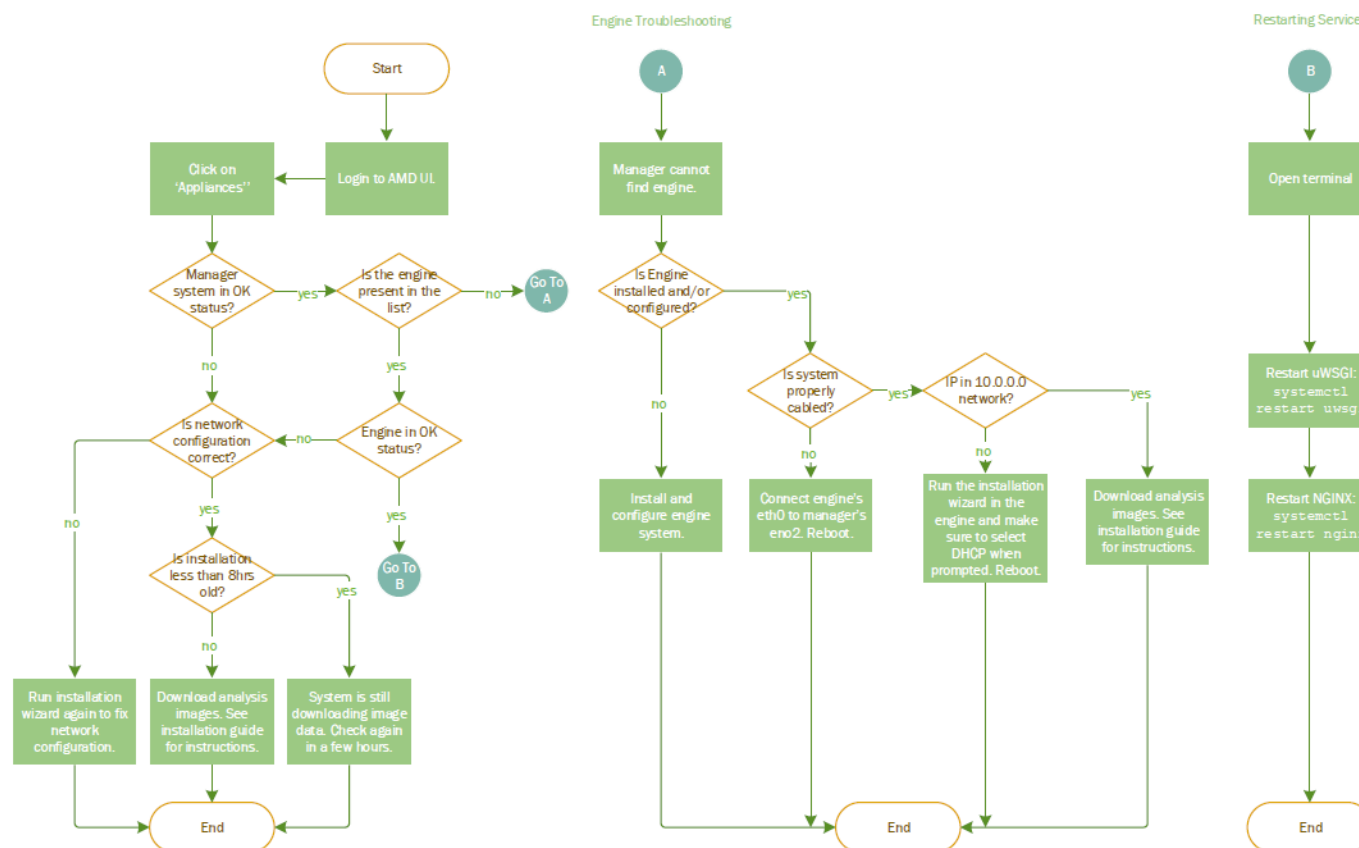 Engine Troubleshooting
Restarting Service
Start
Click on
'Appliances''
Login to AMD UL
Manager
system in OK
status?
yes
Is the engine
present in the
list?
no
Go To
A
no
yes
Is network
configuration
correct?
no
Engine in OK
status?
no
yes
yes
Is installation
less than 8hrs
old?
Go To
B
yes
no
Run installation
wizard again to fix
network
configuration.
Download analysis
images. See
installation guide
for instructions.
System is still
downloading image
data. Check again
in a few hours.
End
A
Manager cannot
find engine.
Is Engine
installed and/or
configured?
yes
no
Is system
properly
cabled?
yes
IP in 10.0.0.0
network?
yes
no
no
Install and
configure engine
system.
Connect engine's
eth0 to manager's
eno2. Reboot.
Run the installation
wizard in the
engine and make
sure to select
DHCP when
prompted. Reboot.
Download analysis
images. See
installation guide
for instructions.
End
B
Open terminal
Restart uWSGI:
systemctl
restart uwsg
Restart NGINX:
systemctl
restart ngin
End